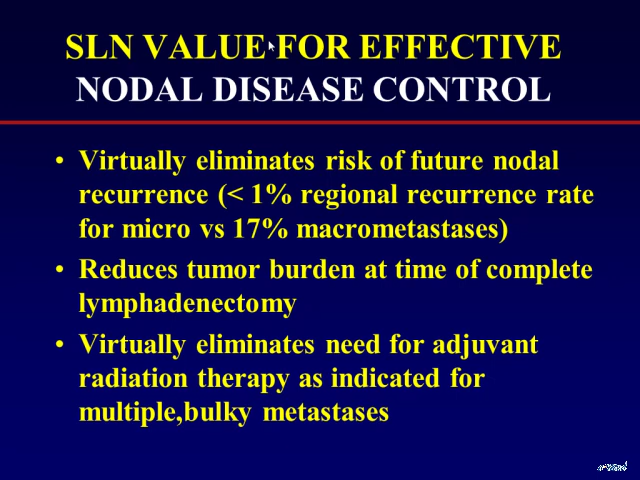 SLN VALUE FOR EFFECTIVE
NODAL DISEASE CONTROL
• Virtually eliminates risk of future nodal
recurrence (< 1% regional recurrence rate
for micro vs 17% macrometastases)
• Reduces tumor burden at time of complete
lymphadenectomy
• Virtually eliminates need for adjuvant
radiation therapy as indicated for
multiple,bulky metastases